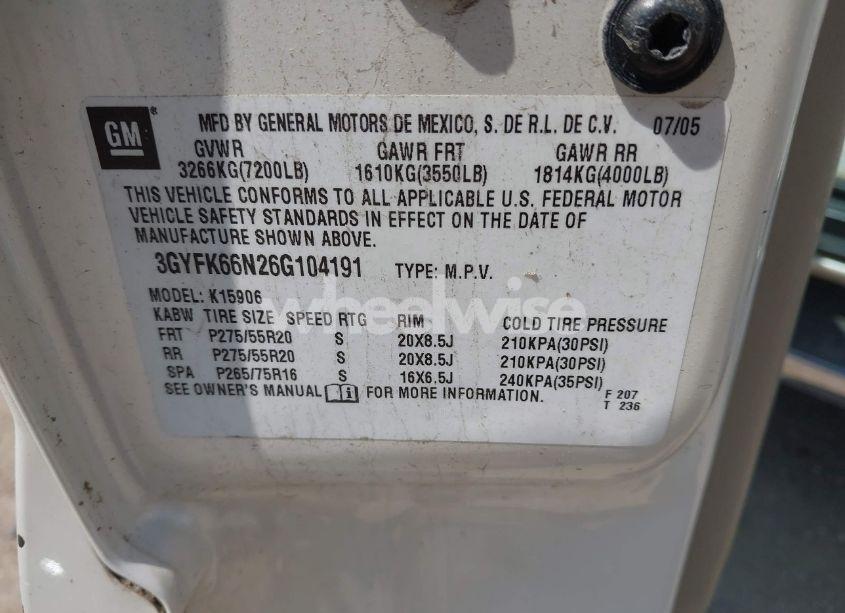 GM
MFD BY GENERAL MOTORS DE MEXICO, S. DE R.L. DE C.V. 07/05
GVWR GAWR FRT GAWR RR
3266KG(7200LB) 1610KG(3550LB) 1814KG(4000LB)
THIS VEHICLE CONFORMS TO ALL APPLICABLE U.S. FEDERAL MOTOR
VEHICLE SAFETY STANDARDS IN EFFECT ON THE DATE OF
MANUFACTURE SHOWN ABOVE.
3GYFK66N26G104191 TYPE: M.P.V.
MODEL: K15906
wheelwise
KABW TIRE SIZE SPEED RTG RIM COLD TIRE PRESSURE
FRT P275/55R20 S 20X8.5J 210KPA(30PSI)
RR P275/55R20 S 20X8.5J 210KPA(30PSI)
SPA P265/75R16 S 16X6.5J 240KPA(35PSI)
SEE OWNER'S MANUAL FOR MORE INFORMATION.
F 207
T 236